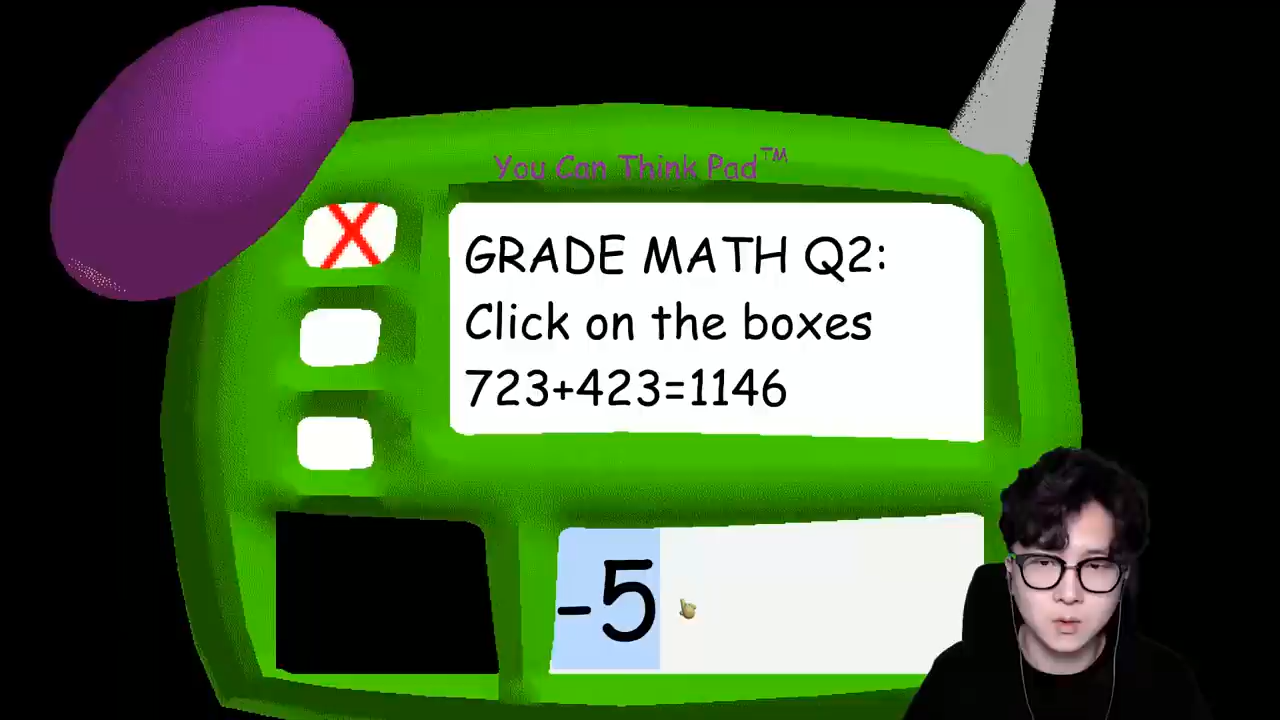 You Can Think Pad™
GRADE MATH Q2:
Click on the boxes
723+423=1146
-5